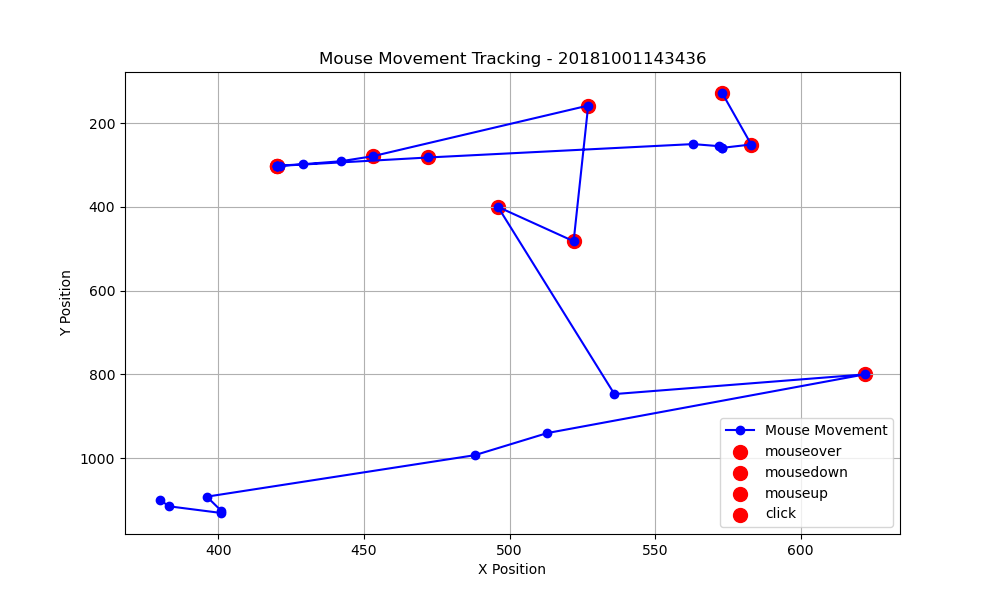 Mouse Movement Tracking - 20181001143436
200
400
600
800
1000
Y Position
400
450
500
550
600
X Position
Mouse Movement
mouseover
mousedown
mouseup
click